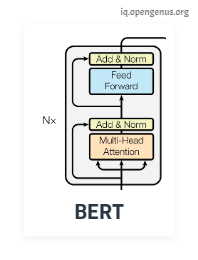 iq.opengenus.org
Add & Norm
Feed
Forward
Nx
Add & Norm
Multi-Head
Attention
BERT